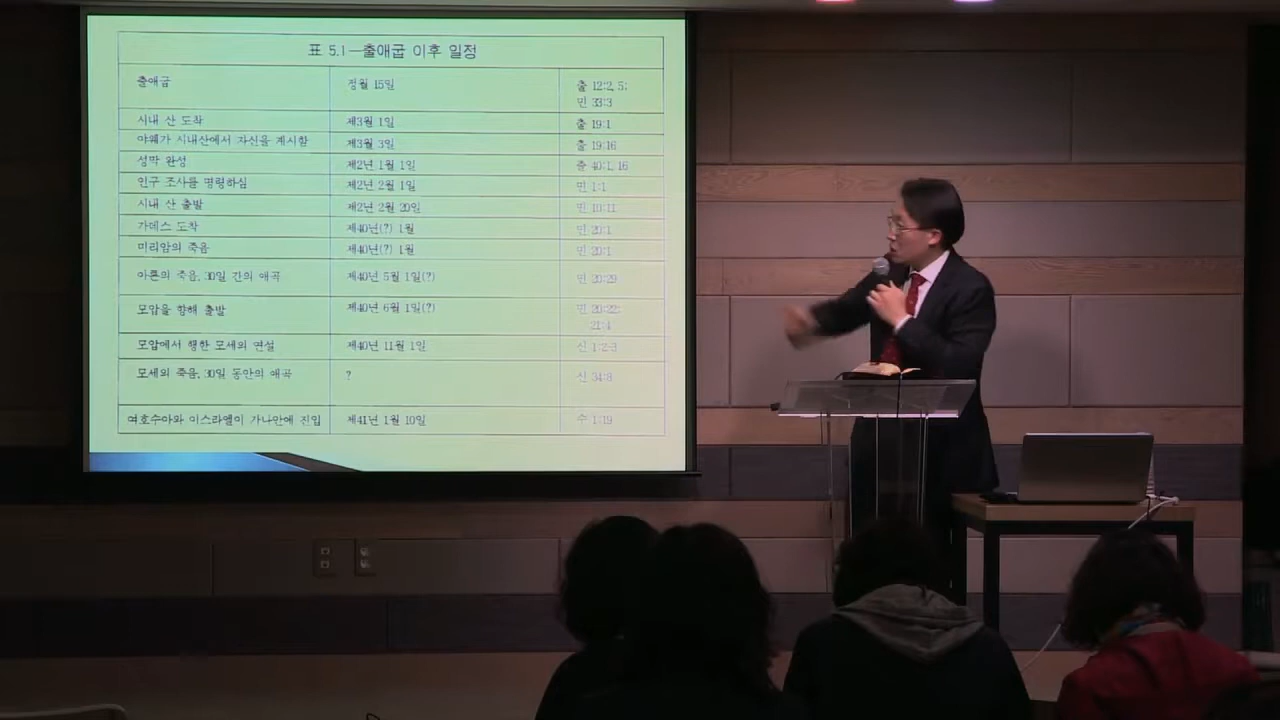 표 5.1—출애굽 이후 일정
출애굽 정월 15일 출 12:2, 5;
민 33:3
시내 산 도착 제3월 1일 출 19:1
야웨가 시내산에서 자신을 계시함 제3월 3일 출 19:16
성막 완성 제2년 1월 1일 출 40:1, 16
인구 조사를 명령하심 제2년 2월 1일 민 1:1
시내 산 출발 제2년 2월 20일 민 10:11
가데스 도착 제40년(?) 1월 민 20:1
미리암의 죽음 제40년(?) 1월 민 20:1
아론의 죽음, 30일 간의 애곡 제40년 5월 1일(?) 민 20:29
모압을 향해 출발 제40년 6월 1일(?) 민 20:22;
21:4
모압에서 행한 모세의 연설 제40년 11월 1일 신 1:2-3
모세의 죽음, 30일 동안의 애곡 ? 신 34:8
여호수아와 이스라엘이 가나안에 진입 제41년 1월 10일 수 1:19